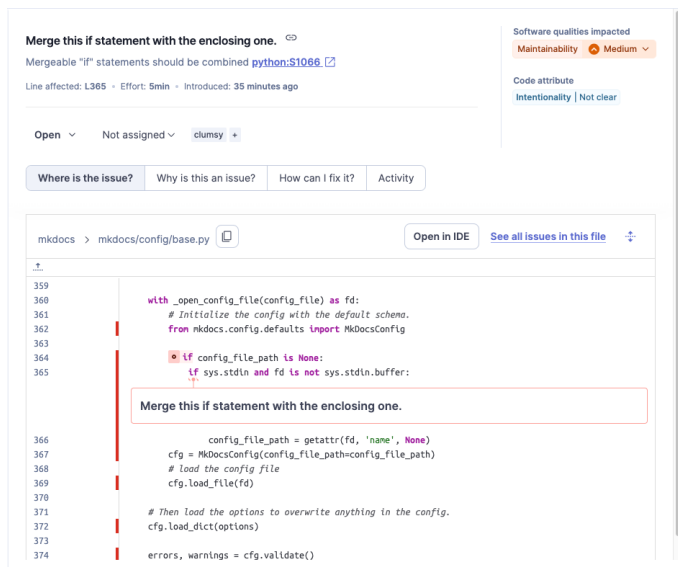 Merge this if statement with the enclosing one.
Mergeable "if" statements should be combined python:S1066
Line affected: L365 • Effort: 5min • Introduced: 35 minutes ago
Software qualities impacted
Maintainability Medium
Code attribute
Intentionality | Not clear
Open Not assigned clumsy +
Where is the issue? Why is this an issue? How can I fix it? Activity
mkdocs > mkdocs/config/base.py Open in IDE See all issues in this file
359
360 with _open_config_file(config_file) as fd:
361 # Initialize the config with the default schema.
362 from mkdocs.config.defaults import MkDocsConfig
363
364 if config_file_path is None:
365 if sys.stdin and fd is not sys.stdin.buffer:
Merge this if statement with the enclosing one.
366 config_file_path = getattr(fd, 'name', None)
367 cfg = MkDocsConfig(config_file_path=config_file_path)
368 # load the config file
369 cfg.load_file(fd)
370
371 # Then load the options to overwrite anything in the config.
372 cfg.load_dict(options)
373
374 errors, warnings = cfg.validate()